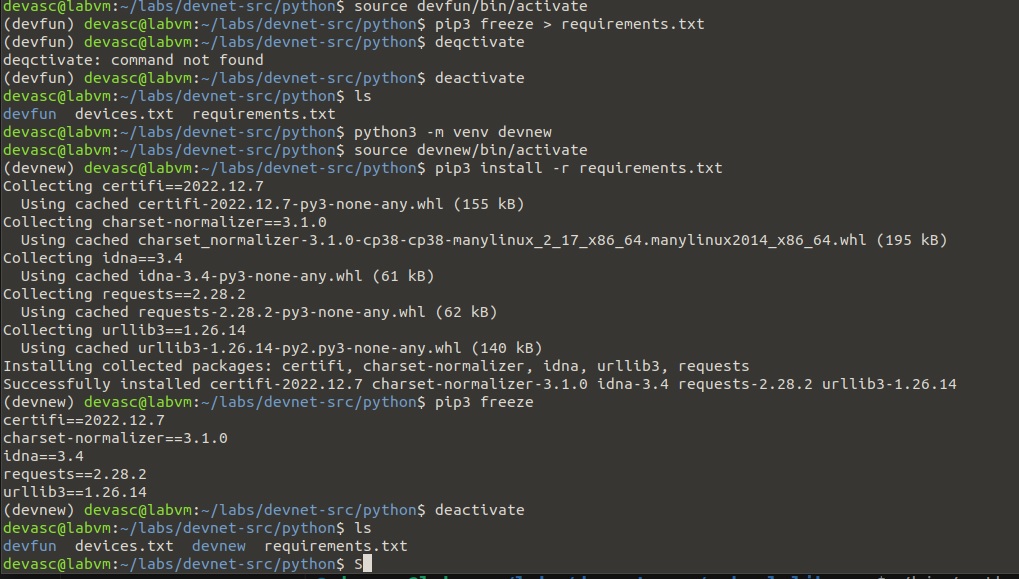 devasc@labvm:~/labs/devnet-src/python$ source devfun/bin/activate
(devfun) devasc@labvm:~/labs/devnet-src/python$ pip3 freeze > requirements.txt
(devfun) devasc@labvm:~/labs/devnet-src/python$ deqctivate
deqctivate: command not found
(devfun) devasc@labvm:~/labs/devnet-src/python$ deactivate
devasc@labvm:~/labs/devnet-src/python$ ls
devfun  devices.txt  requirements.txt
devasc@labvm:~/labs/devnet-src/python$ python3 -m venv devnew
devasc@labvm:~/labs/devnet-src/python$ source devnew/bin/activate
(devnew) devasc@labvm:~/labs/devnet-src/python$ pip3 install -r requirements.txt
Collecting certifi==2022.12.7
  Using cached certifi-2022.12.7-py3-none-any.whl (155 kB)
Collecting charset-normalizer==3.1.0
  Using cached charset_normalizer-3.1.0-cp38-cp38-manylinux_2_17_x86_64.manylinux2014_x86_64.whl (195 kB)
Collecting idna==3.4
  Using cached idna-3.4-py3-none-any.whl (61 kB)
Collecting requests==2.28.2
  Using cached requests-2.28.2-py3-none-any.whl (62 kB)
Collecting urllib3==1.26.14
  Using cached urllib3-1.26.14-py2.py3-none-any.whl (140 kB)
Installing collected packages: certifi, charset-normalizer, idna, urllib3, requests
Successfully installed certifi-2022.12.7 charset-normalizer-3.1.0 idna-3.4 requests-2.28.2 urllib3-1.26.14
(devnew) devasc@labvm:~/labs/devnet-src/python$ pip3 freeze
certifi==2022.12.7
charset-normalizer==3.1.0
idna==3.4
requests==2.28.2
urllib3==1.26.14
(devnew) devasc@labvm:~/labs/devnet-src/python$ deactivate
devasc@labvm:~/labs/devnet-src/python$ ls
devfun  devices.txt  devnew  requirements.txt
devasc@labvm:~/labs/devnet-src/python$ S